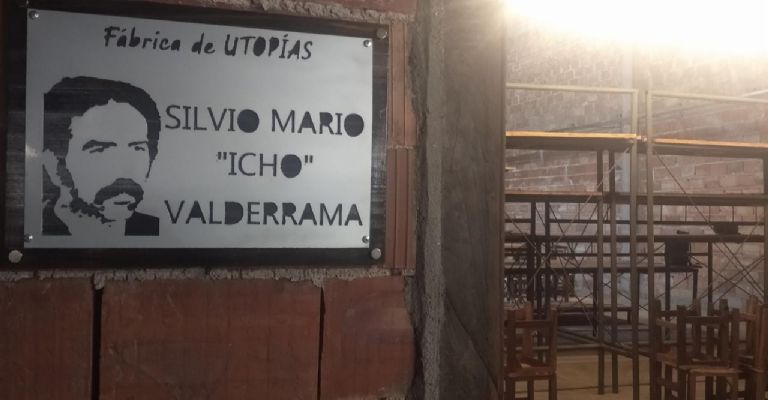 Fábrica de UTOPÍAS
SILVIO MARIO
"ICHO"
VALDERRAMA